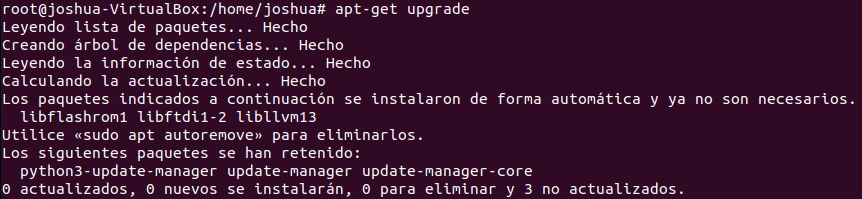 root@joshua-VirtualBox:/home/joshua# apt-get upgrade
Leyendo lista de paquetes... Hecho
Creando árbol de dependencias... Hecho
Leyendo la información de estado... Hecho
Calculando la actualización... Hecho
Los paquetes indicados a continuación se instalaron de forma automática y ya no son necesarios.
  libflashrom1 libftdi1-2 libllvm13
Utilice «sudo apt autoremove» para eliminarlos.
Los siguientes paquetes se han retenido:
  python3-update-manager update-manager update-manager-core
0 actualizados, 0 nuevos se instalarán, 0 para eliminar y 3 no actualizados.